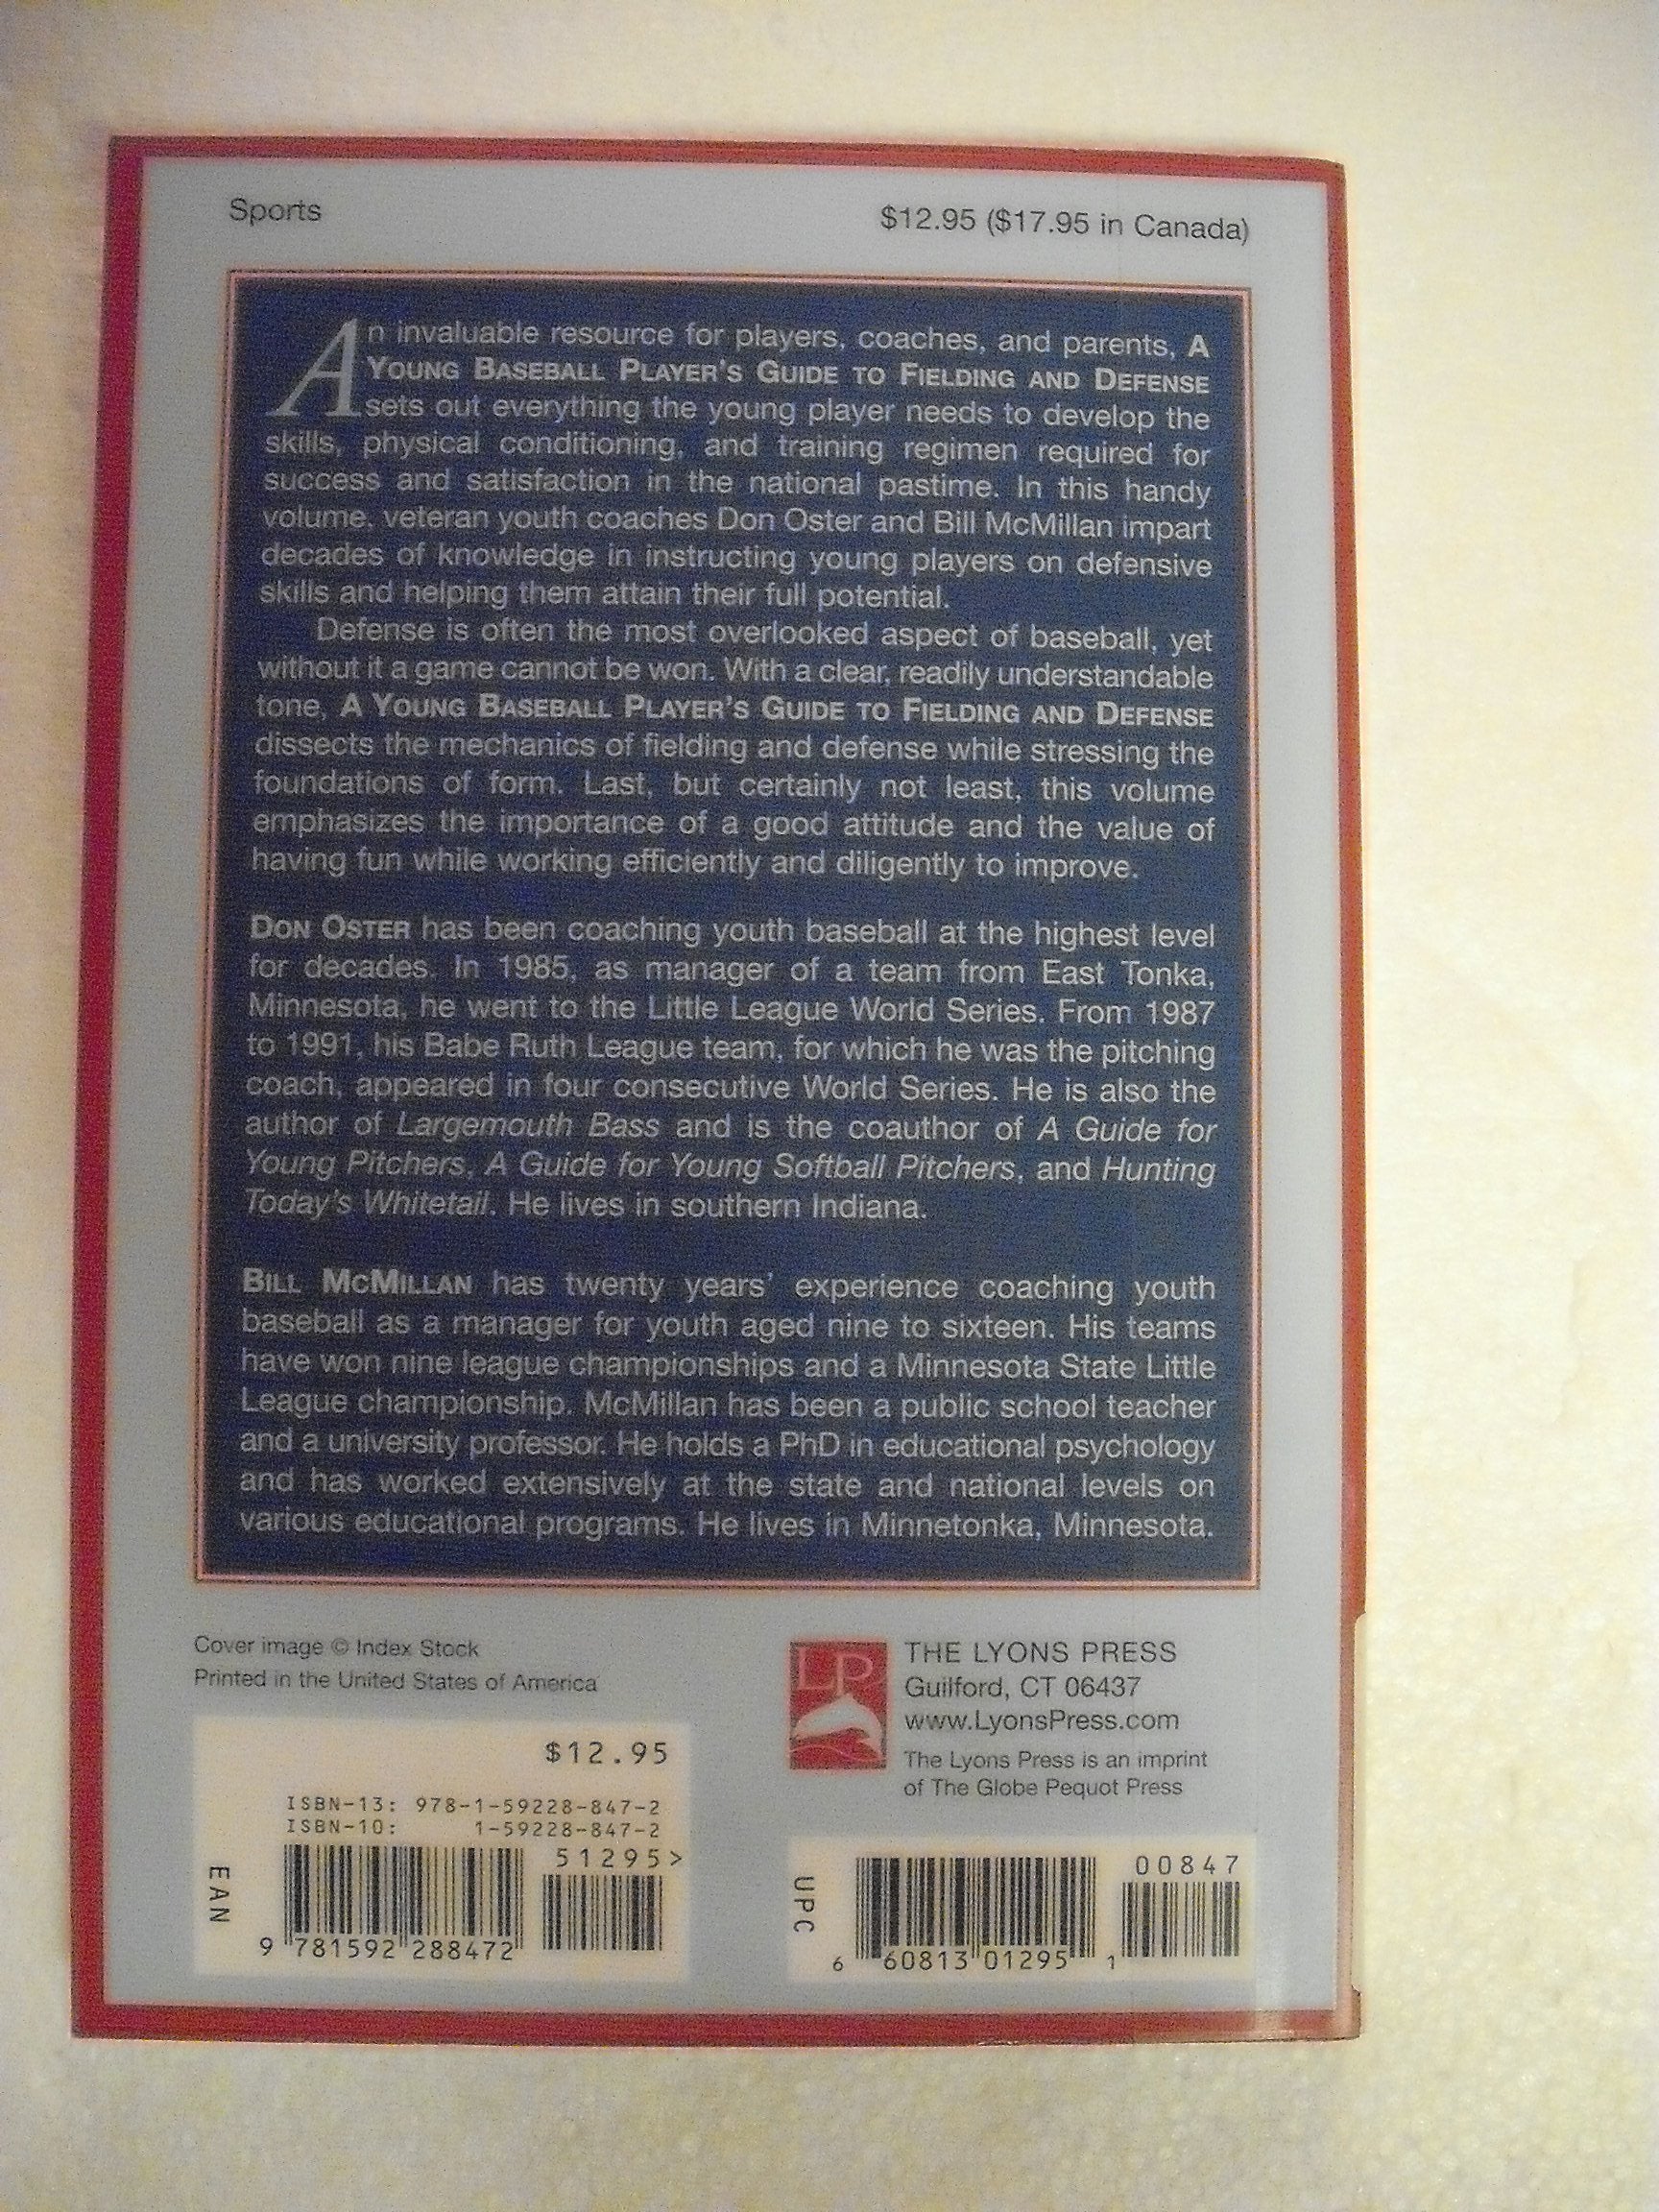 Sports
$12.95 ($17.95 in Canada)
An invaluable resource for players, coaches, and parents, A
YOUNG BASEBALL PLAYER'S GUIDE TO FIELDING AND DEFENSE
sets out everything the young player needs to develop the
skills, physical conditioning, and training regimen required for
success and satisfaction in the national pastime. In this handy
volume, veteran youth coaches Don Oster and Bill McMillan impart
decades of knowledge in instructing young players on defensive
skills and helping them attain their full potential.
Defense is often the most overlooked aspect of baseball, yet
without it a game cannot be won. With a clear, readily understandable
tone, A YOUNG BASEBALL PLAYER'S GUIDE TO FIELDING AND DEFENSE
dissects the mechanics of fielding and defense while stressing the
foundations of form. Last, but certainly not least, this volume
emphasizes the importance of a good attitude and the value of
having fun while working efficiently and diligently to improve.
DON OSTER has been coaching youth baseball at the highest level
for decades. In 1985, as manager of a team from East Tonka,
Minnesota, he went to the Little League World Series. From 1987
to 1991, his Babe Ruth League team, for which he was the pitching
coach, appeared in four consecutive World Series. He is also the
author of Largemouth Bass and is the coauthor of A Guide for
Young Pitchers, A Guide for Young Softball Pitchers, and Hunting
Today's Whitetail. He lives in southern Indiana.
BILL MCMILLAN has twenty years' experience coaching youth
baseball as a manager for youth aged nine to sixteen. His teams
have won nine league championships and a Minnesota State Little
League championship. McMillan has been a public school teacher
and a university professor. He holds a PhD in educational psychology
and has worked extensively at the state and national levels on
various educational programs. He lives in Minnetonka, Minnesota.
Cover image © Index Stock
Printed in the United States of America
LP
THE LYONS PRESS
Guilford, CT 06437
www.LyonsPress.com
The Lyons Press is an imprint
of The Globe Pequot Press
$12.95
ISBN-13: 978-1-59228-847-2
ISBN-10: 1-59228-847-2
51295>
EAN
9 781592 288472
UPC
00847
6 60813 01295 1